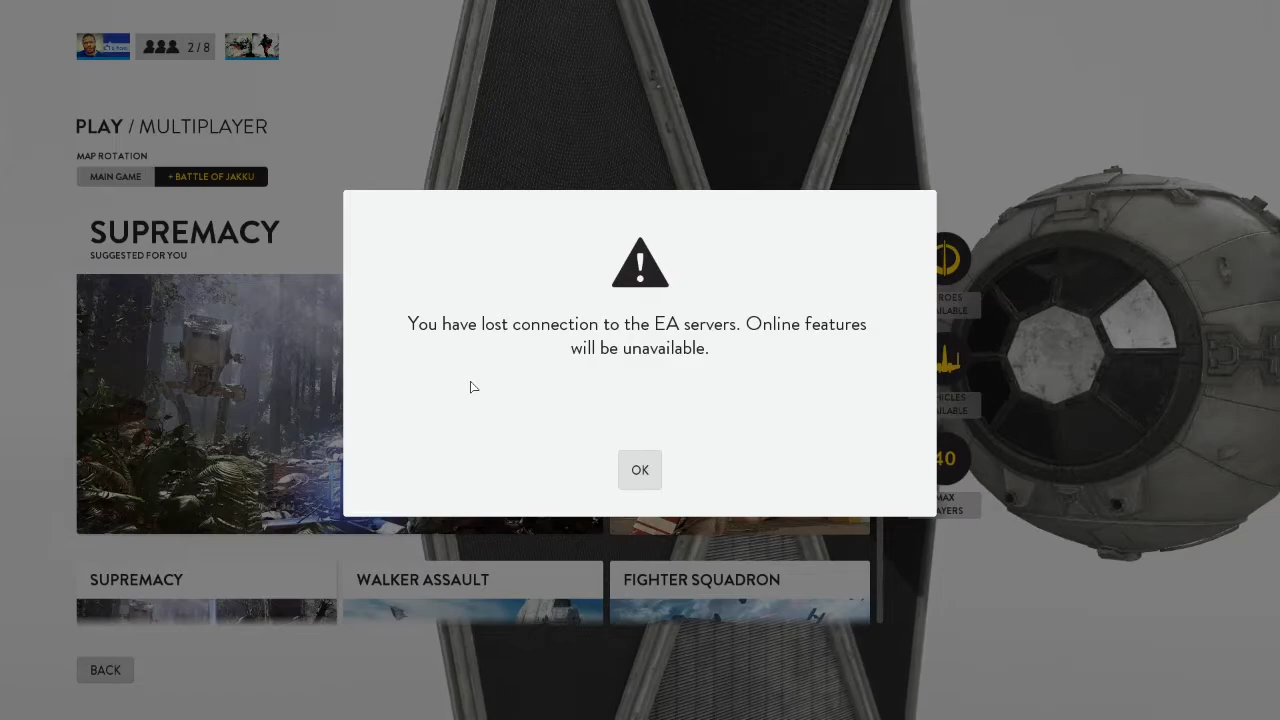 2 / 8
PLAY / MULTIPLAYER
MAP ROTATION
MAIN GAME
+ BATTLE OF JAKKU
SUPREMACY
SUGGESTED FOR YOU
You have lost connection to the EA servers. Online features
will be unavailable.
OK
40
SUPREMACY
WALKER ASSAULT
FIGHTER SQUADRON
BACK